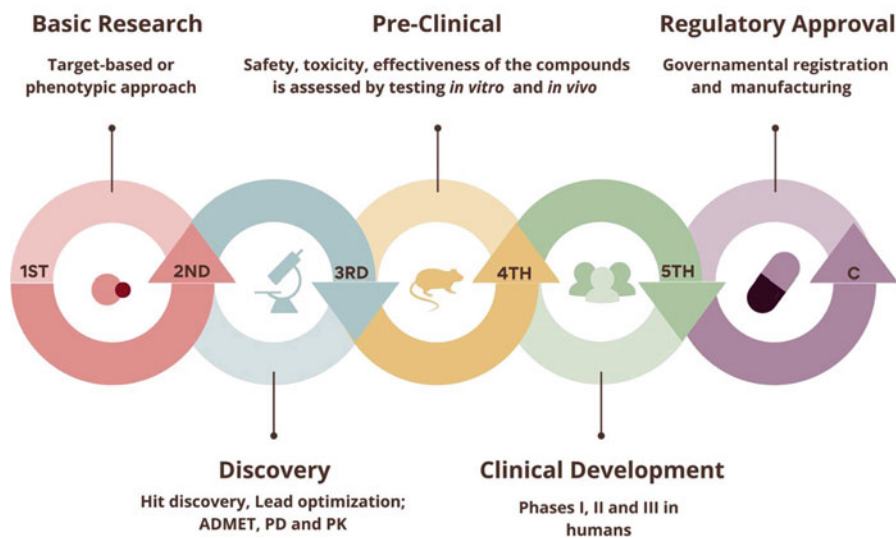 Basic Research
Target-based or
phenotypic approach
Pre-Clinical
Safety, toxicity, effectiveness of the compounds
is assessed by testing in vitro and in vivo
Regulatory Approval
Governamental registration
and manufacturing
1ST
2ND
3RD
4TH
5TH
C
Discovery
Hit discovery, Lead optimization;
ADMET, PD and PK
Clinical Development
Phases I, II and III in
humans